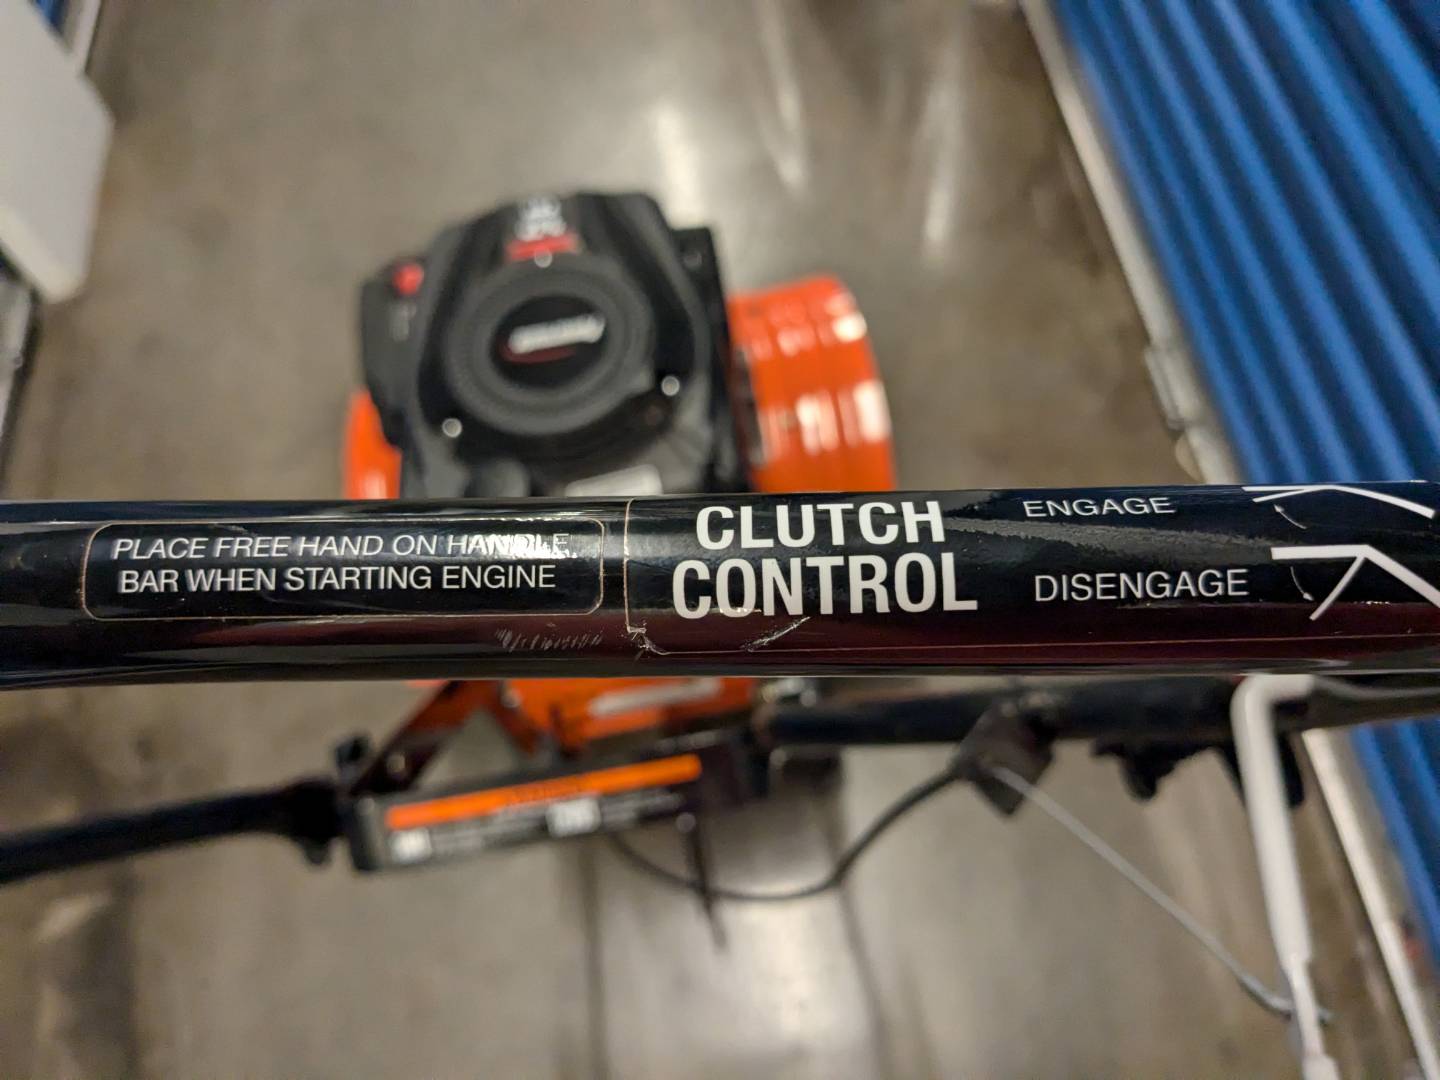 PLACE FREE HAND ON HANDLE
BAR WHEN STARTING ENGINE
CLUTCH
CONTROL
ENGAGE
DISENGAGE